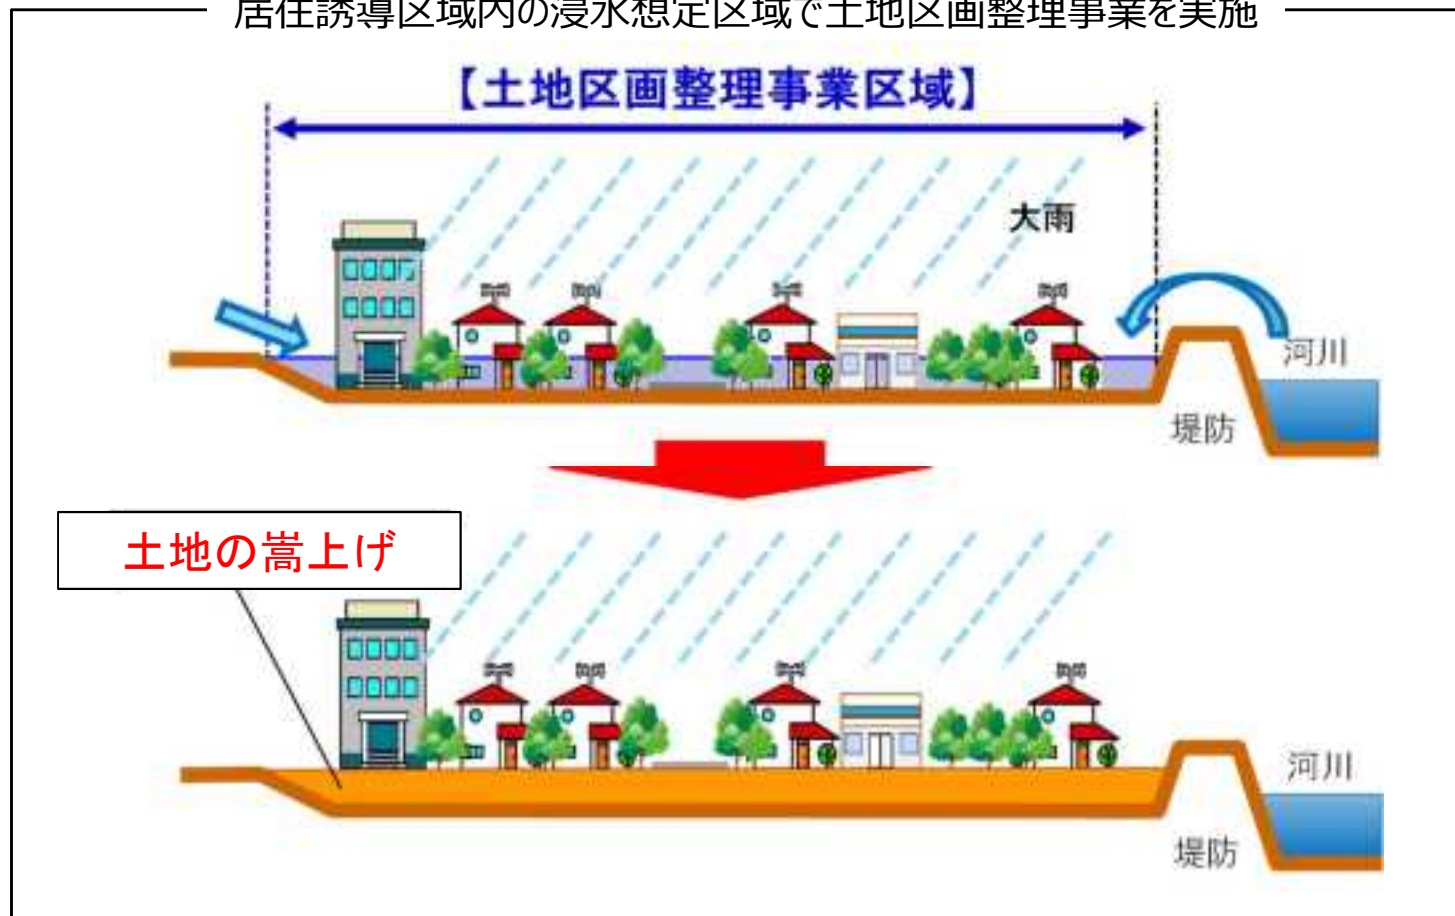 居住誘導区域内の浸水想定区域で土地区画整理事業を実施
【土地区画整理事業区域】
大雨
河川
堤防
土地の嵩上げ
河川
堤防